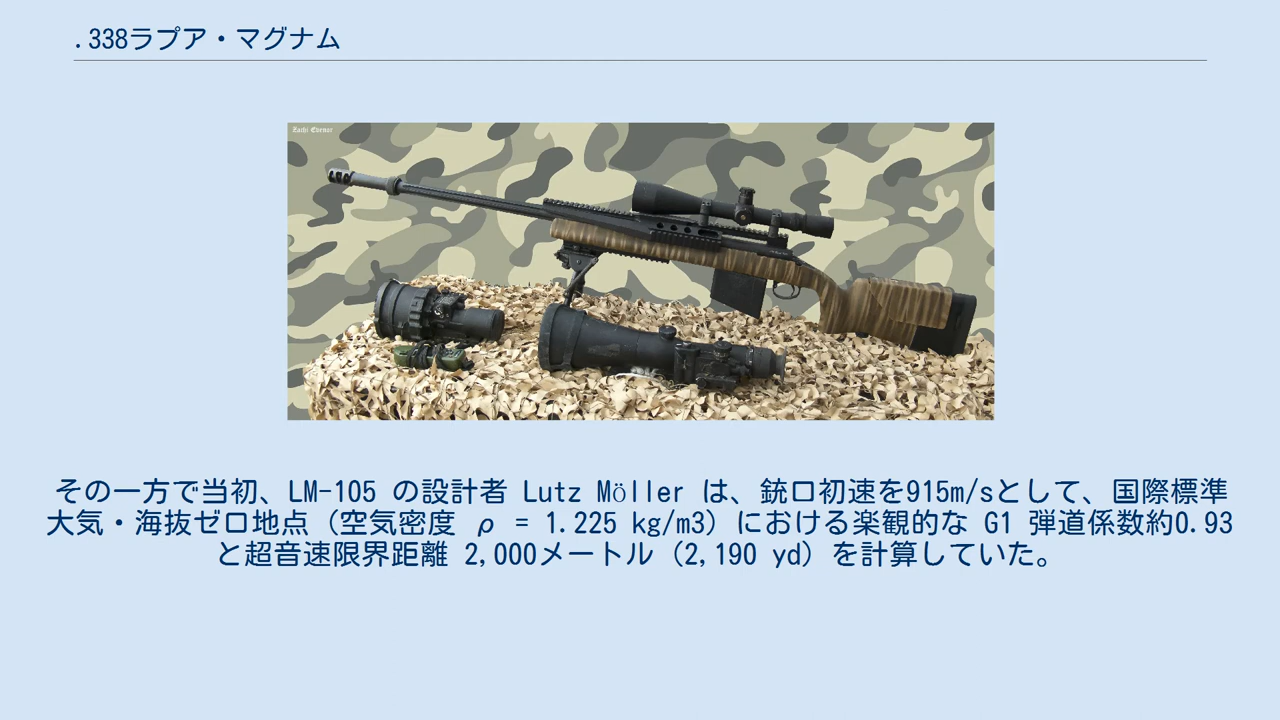 .338ラプア・マグナム
Zachi Evenor
その一方で当初、LM-105 の設計者 Lutz Möller は、銃口初速を915m/sとして、国際標準
大気・海抜ゼロ地点（空気密度 ρ = 1.225 kg/m3）における楽観的な G1 弾道係数約0.93
と超音速限界距離 2,000メートル（2,190 yd）を計算していた。